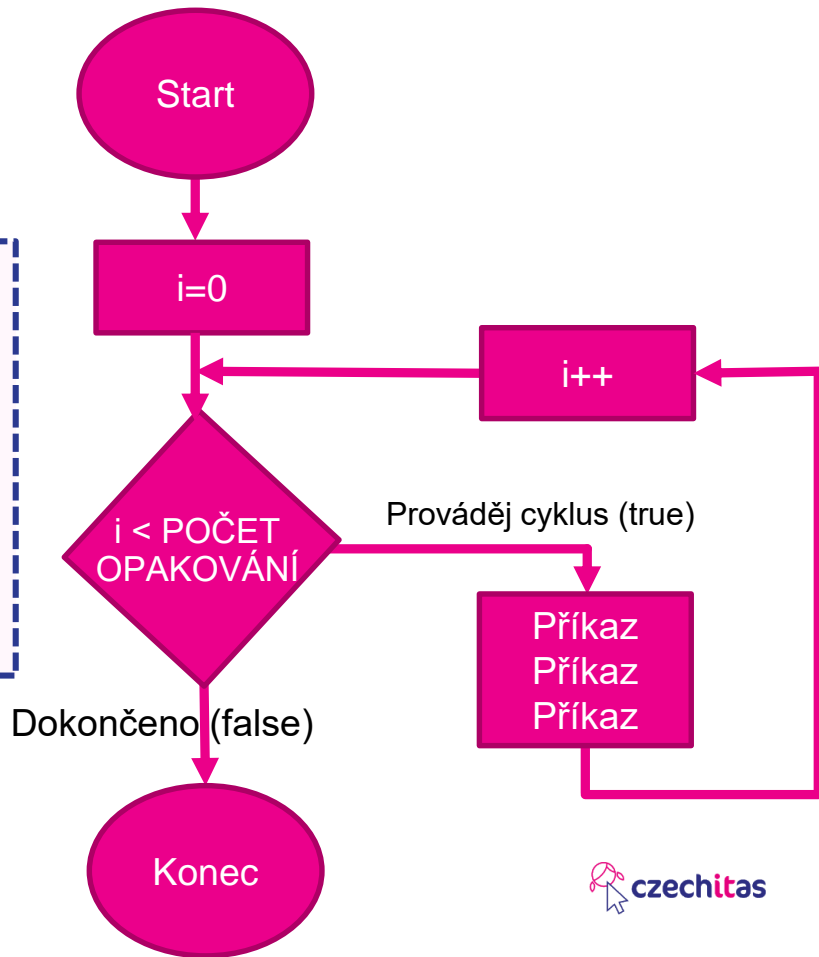 Start
i=0
i++
i < POČET
OPAKOVÁNÍ
Prováděj cyklus (true)
Příkaz
Příkaz
Příkaz
Dokončeno (false)
Konec
czechitas